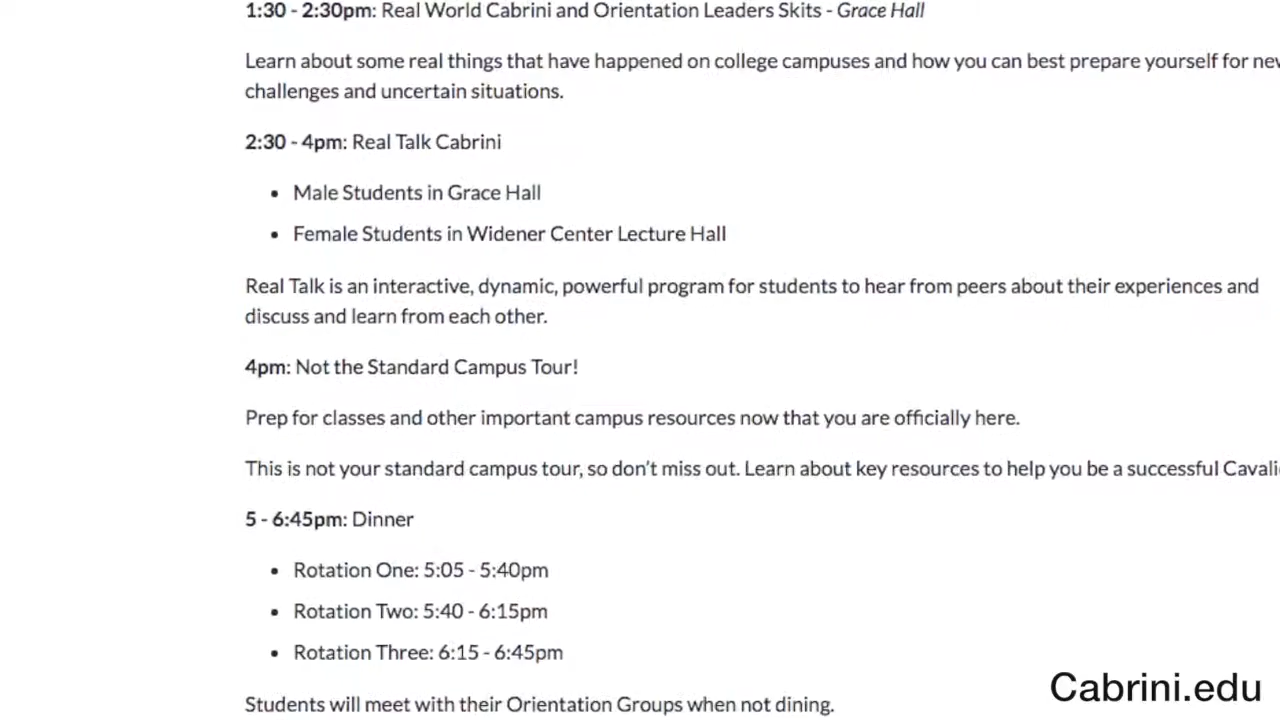 1:30 - 2:30pm: Real World Cabrini and Orientation Leaders Skits - Grace Hall
Learn about some real things that have happened on college campuses and how you can best prepare yourself for
challenges and uncertain situations.
2:30 - 4pm: Real Talk Cabrini
• Male Students in Grace Hall
• Female Students in Widener Center Lecture Hall
Real Talk is an interactive, dynamic, powerful program for students to hear from peers about their experiences and
discuss and learn from each other.
4pm: Not the Standard Campus Tour!
Prep for classes and other important campus resources now that you are officially here.
This is not your standard campus tour, so don't miss out. Learn about key resources to help you be a successful
5 - 6:45pm: Dinner
• Rotation One: 5:05 - 5:40pm
• Rotation Two: 5:40 - 6:15pm
• Rotation Three: 6:15 - 6:45pm
Students will meet with their Orientation Groups when not dining.
Cabrini.edu